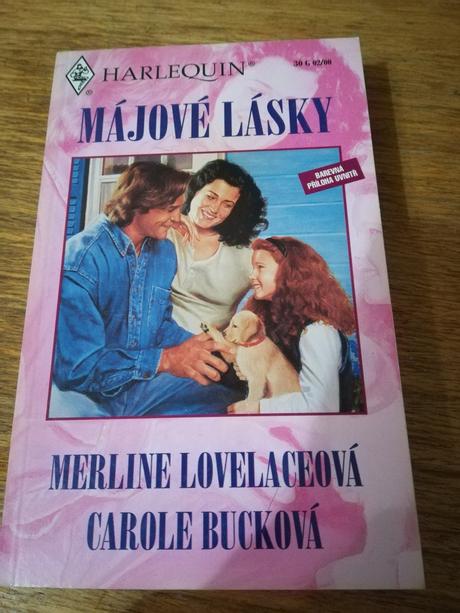 HARLEQUIN®
30 G 02/00
®
MÁJOVÉ LÁSKY
BAREVNÁ
PŘÍLOHA UVNITŘ
MERLINE LOVELACEOVÁ
CAROLE BUCKOVÁ